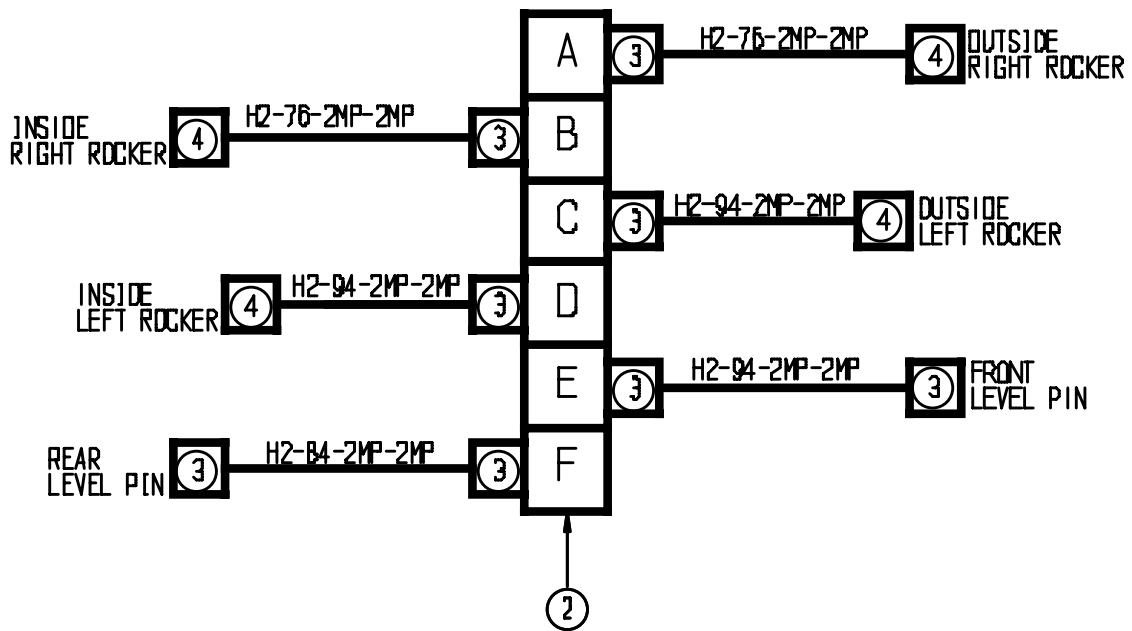 A
3
H2-76-2MP-2MP
4
OUTSIDE
RIGHT ROCKER
INSIDE
RIGHT ROCKER
4
H2-76-2MP-2MP
3
B
C
3
H2-94-2MP-2MP
4
OUTSIDE
LEFT ROCKER
INSIDE
LEFT ROCKER
4
H2-94-2MP-2MP
3
D
E
3
H2-94-2MP-2MP
3
FRONT
LEVEL PIN
REAR
LEVEL PIN
3
H2-84-2MP-2MP
3
F
2